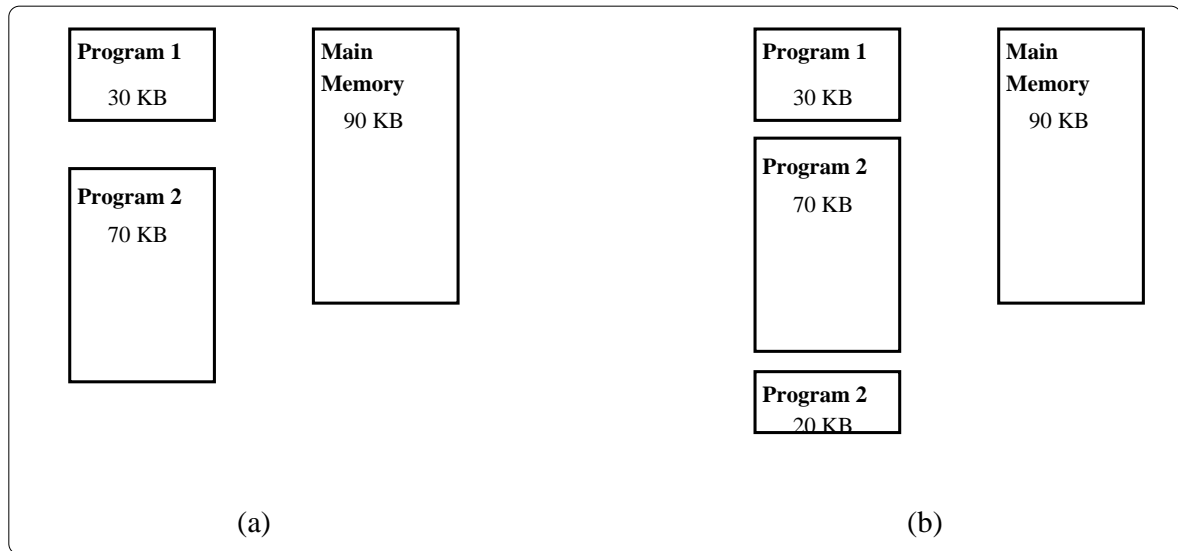 Program 1
30 KB
Program 2
70 KB
Main
Memory
90 KB
(a)
Program 1
30 KB
Program 2
70 KB
Program 2
20 KB
Main
Memory
90 KB
(b)